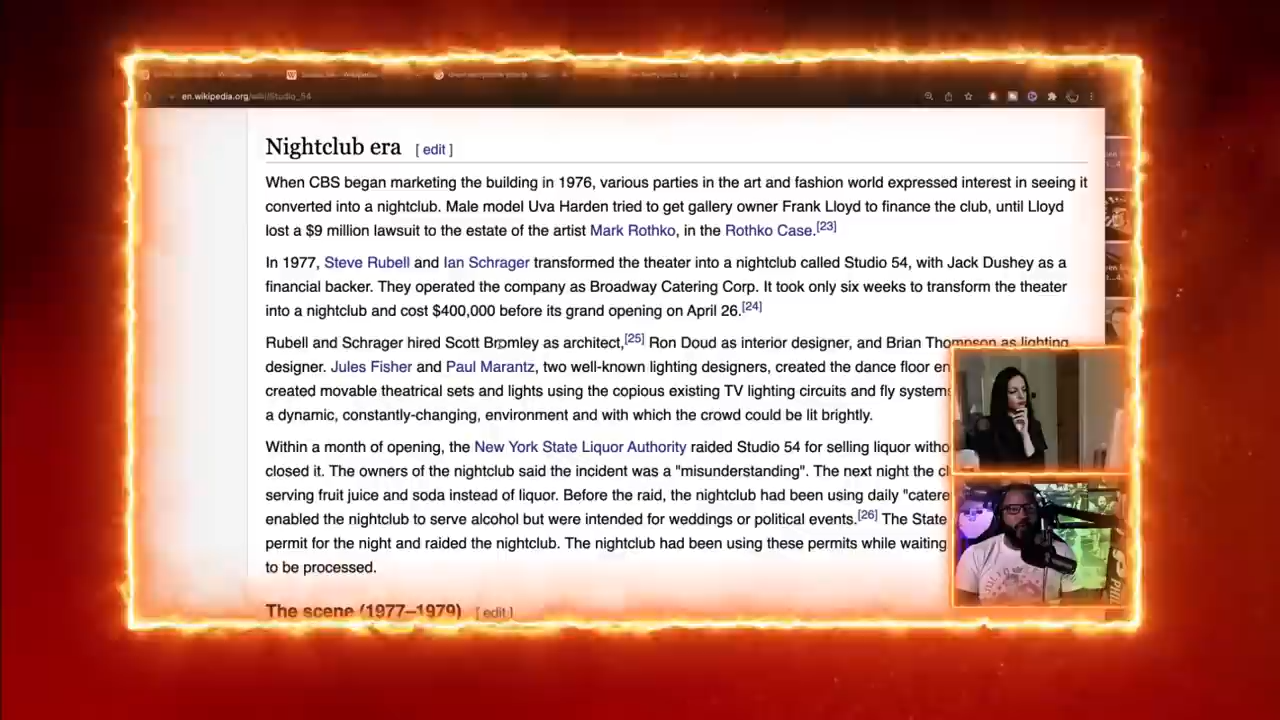 en.wikipedia.org/wiki/Studio_54
Nightclub era [ edit ]
When CBS began marketing the building in 1976, various parties in the art and fashion world expressed interest in seeing it
converted into a nightclub. Male model Uva Harden tried to get gallery owner Frank Lloyd to finance the club, until Lloyd
lost a $9 million lawsuit to the estate of the artist Mark Rothko, in the Rothko Case.[23]
In 1977, Steve Rubell and Ian Schrager transformed the theater into a nightclub called Studio 54, with Jack Dushey as a
financial backer. They operated the company as Broadway Catering Corp. It took only six weeks to transform the theater
into a nightclub and cost $400,000 before its grand opening on April 26.[24]
Rubell and Schrager hired Scott Bromley as architect,[25] Ron Doud as interior designer, and Brian Thompson as lighting
designer. Jules Fisher and Paul Marantz, two well-known lighting designers, created the dance floor en
created movable theatrical sets and lights using the copious existing TV lighting circuits and fly systems
a dynamic, constantly-changing, environment and with which the crowd could be lit brightly.
Within a month of opening, the New York State Liquor Authority raided Studio 54 for selling liquor witho
closed it. The owners of the nightclub said the incident was a "misunderstanding". The next night the cl
serving fruit juice and soda instead of liquor. Before the raid, the nightclub had been using daily "catere
enabled the nightclub to serve alcohol but were intended for weddings or political events.[26] The State
permit for the night and raided the nightclub. The nightclub had been using these permits while waiting
to be processed.
The scene (1977–1979) [ edit ]